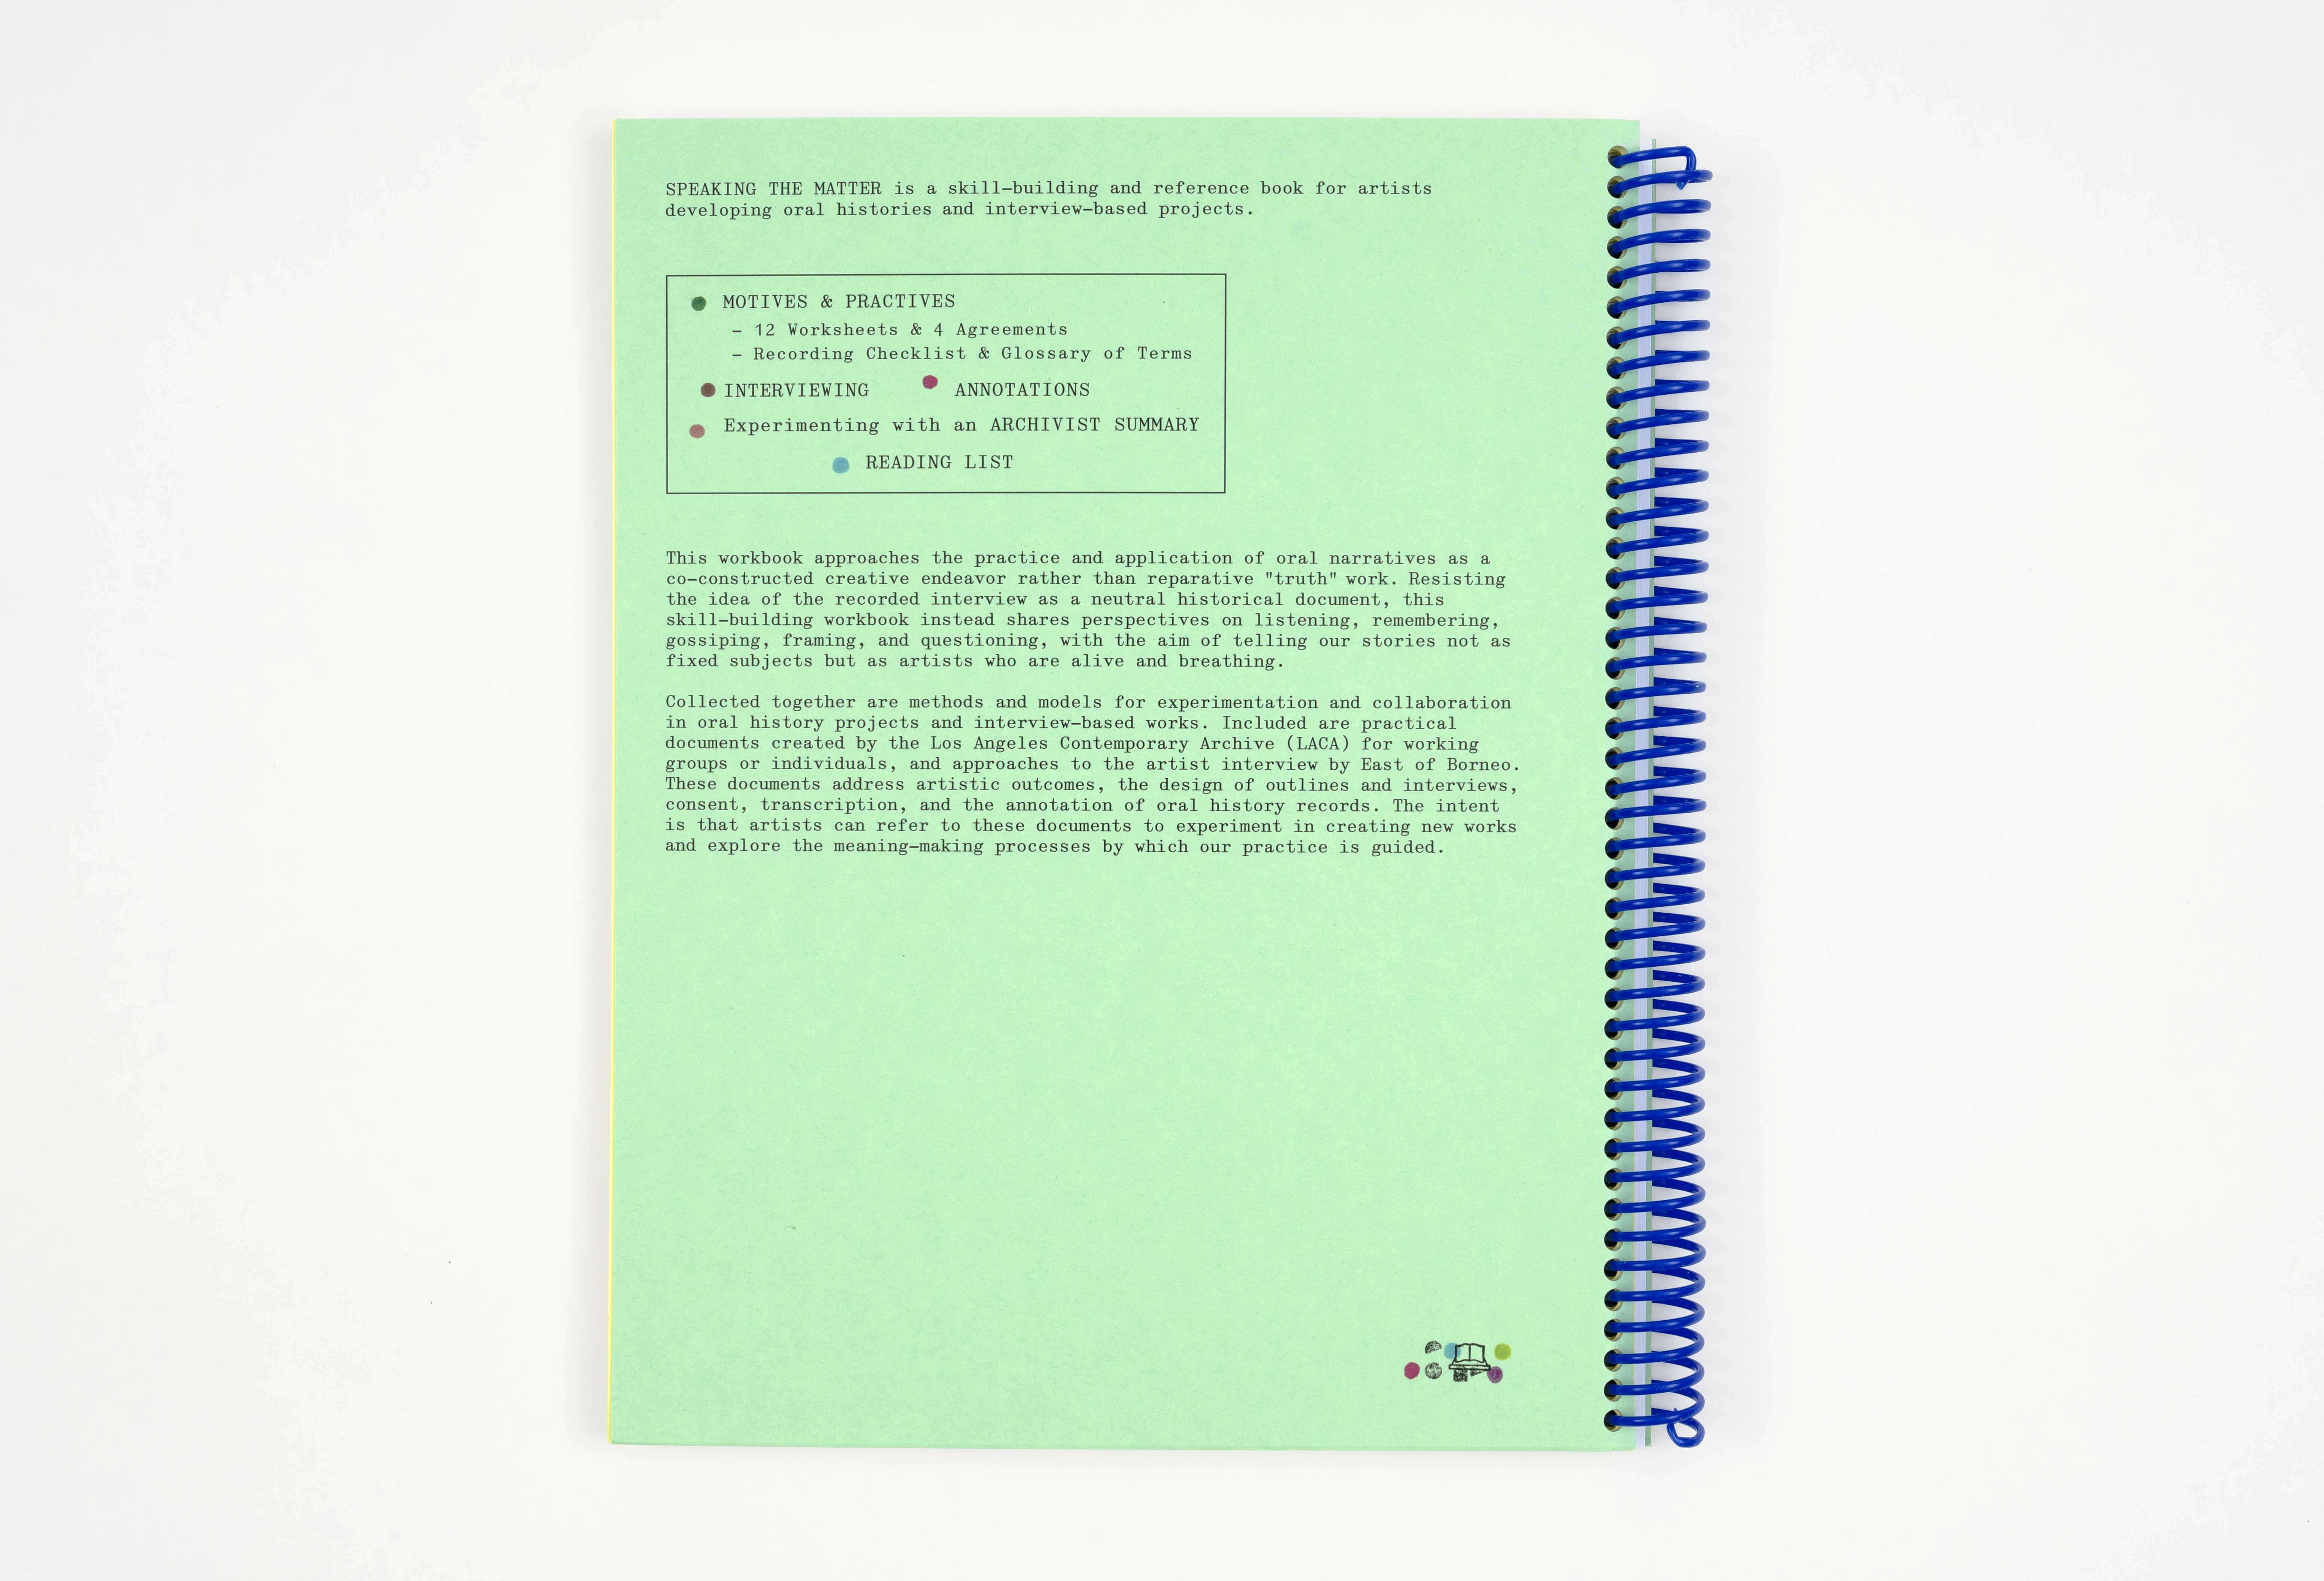 SPEAKING THE MATTER is a skill-building and reference book for artists
developing oral histories and interview-based projects.
MOTIVES & PRACTIVES
- 12 Worksheets & 4 Agreements
- Recording Checklist & Glossary of Terms
INTERVIEWING ANNOTATIONS
Experimenting with an ARCHIVIST SUMMARY
READING LIST
This workbook approaches the practice and application of oral narratives as a
co-constructed creative endeavor rather than reparative "truth" work. Resisting
the idea of the recorded interview as a neutral historical document, this
skill-building workbook instead shares perspectives on listening, remembering,
gossiping, framing, and questioning, with the aim of telling our stories not as
fixed subjects but as artists who are alive and breathing.
Collected together are methods and models for experimentation and collaboration
in oral history projects and interview-based works. Included are practical
documents created by the Los Angeles Contemporary Archive (LACA) for working
groups or individuals, and approaches to the artist interview by East of Borneo.
These documents address artistic outcomes, the design of outlines and interviews,
consent, transcription, and the annotation of oral history records. The intent
is that artists can refer to these documents to experiment in creating new works
and explore the meaning-making processes by which our practice is guided.